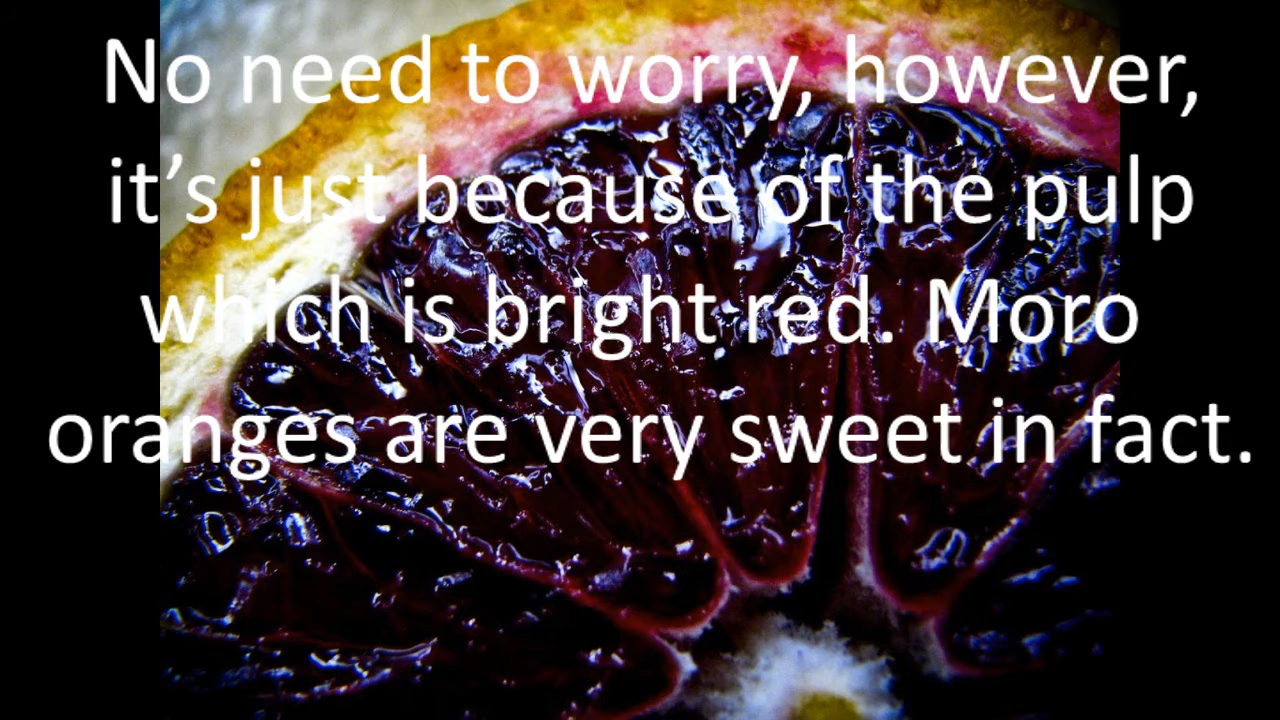 No need to worry, however,
it’s just because of the pulp
which is bright red. Moro
oranges are very sweet in fact.